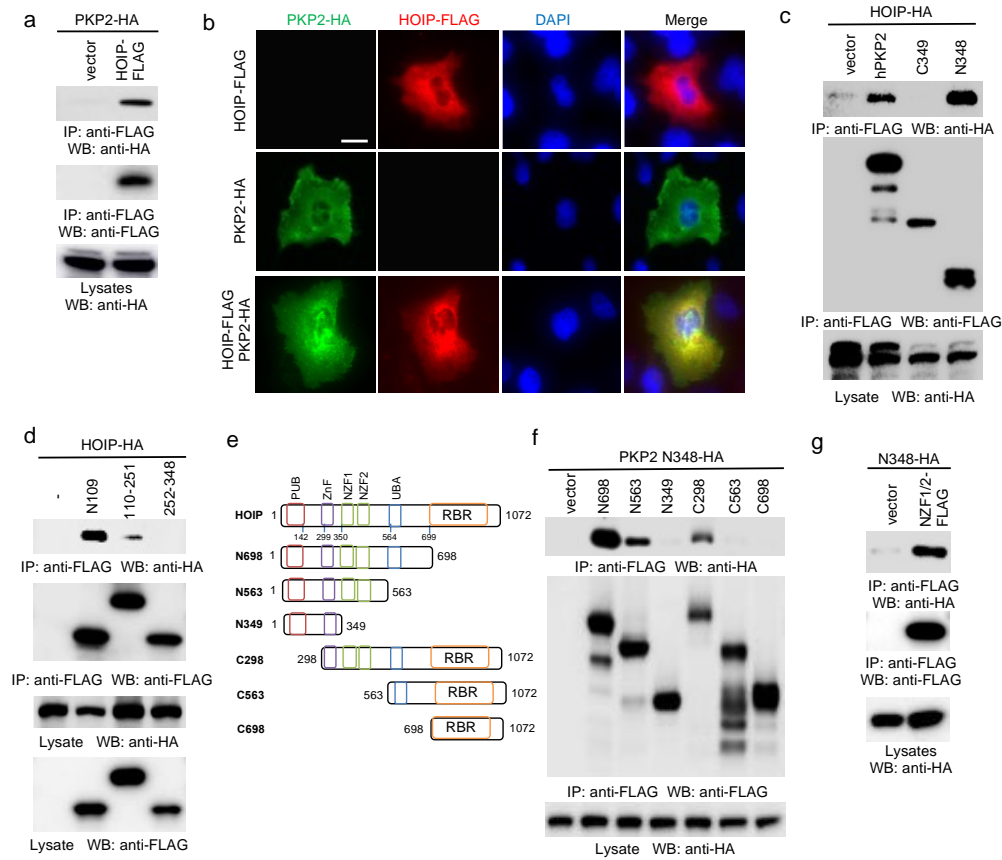 a
PKP2-HA
vector
HOIP-
FLAG
IP: anti-FLAG
WB: anti-HA
IP: anti-FLAG
WB: anti-FLAG
Lysates
WB: anti-HA
b
PKP2-HA
HOIP-FLAG
DAPI
Merge
HOIP-FLAG
PKP2-HA
HOIP-FLAG
PKP2-HA
c
HOIP-HA
vector
hPKP2
C349
N348
IP: anti-FLAG WB: anti-HA
IP: anti-FLAG WB: anti-FLAG
Lysate WB: anti-HA
d
HOIP-HA
-
N109
110-251
252-348
IP: anti-FLAG WB: anti-HA
IP: anti-FLAG WB: anti-FLAG
Lysate WB: anti-HA
Lysate WB: anti-FLAG
e
PUB
ZnF
NZF1
NZF2
UBA
HOIP 1 RBR 1072
142 299 350 564 699
N698 1 698
N563 1 563
N349 1 349
C298 298 RBR 1072
C563 563 RBR 1072
C698 698 RBR 1072
f
PKP2 N348-HA
vector
N698
N563
N349
C298
C563
C698
IP: anti-FLAG WB: anti-HA
IP: anti-FLAG WB: anti-FLAG
Lysate WB: anti-HA
g
N348-HA
vector
NZF1/2-
FLAG
IP: anti-FLAG
WB: anti-HA
IP: anti-FLAG
WB: anti-FLAG
Lysates
WB: anti-HA